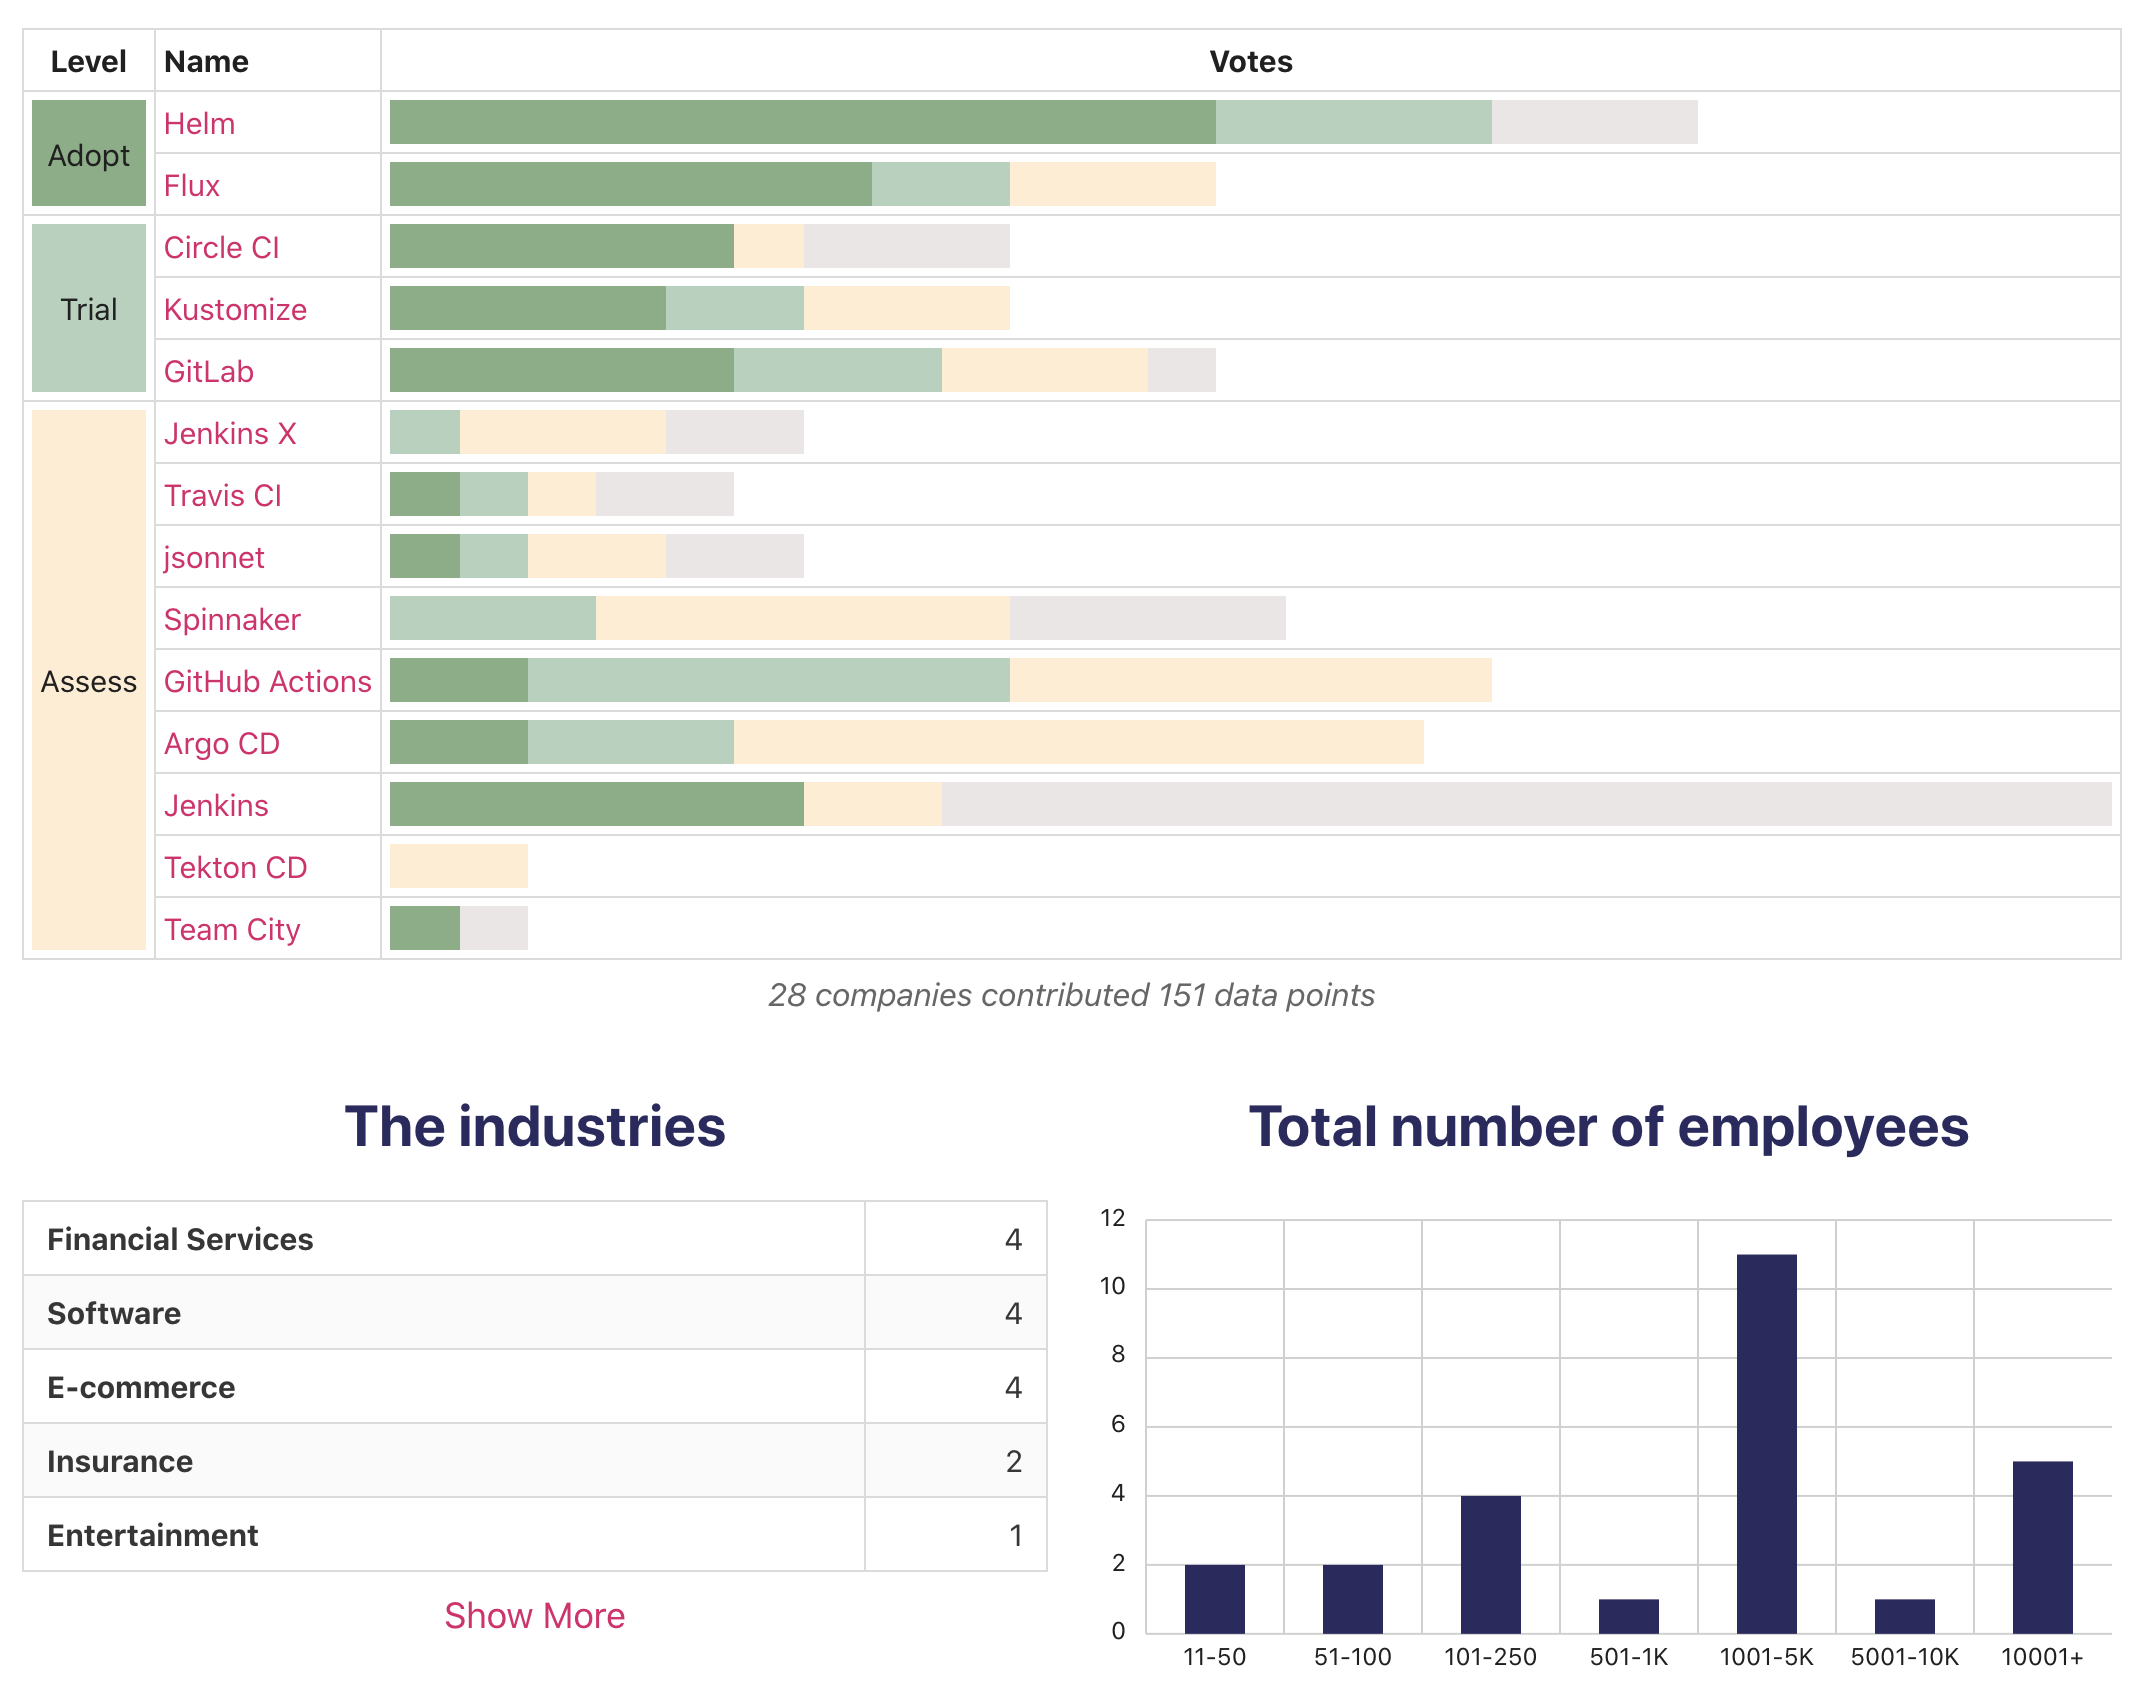 Level Name Votes
Adopt
Helm
Flux
Trial
Circle CI
Kustomize
GitLab
Assess
Jenkins X
Travis CI
jsonnet
Spinnaker
GitHub Actions
Argo CD
Jenkins
Tekton CD
Team City
28 companies contributed 151 data points
The industries
Financial Services 4
Software 4
E-commerce 4
Insurance 2
Entertainment 1
Show More
Total number of employees
12
10
8
6
4
2
0
11-50 51-100 101-250 501-1K 1001-5K 5001-10K 10001+